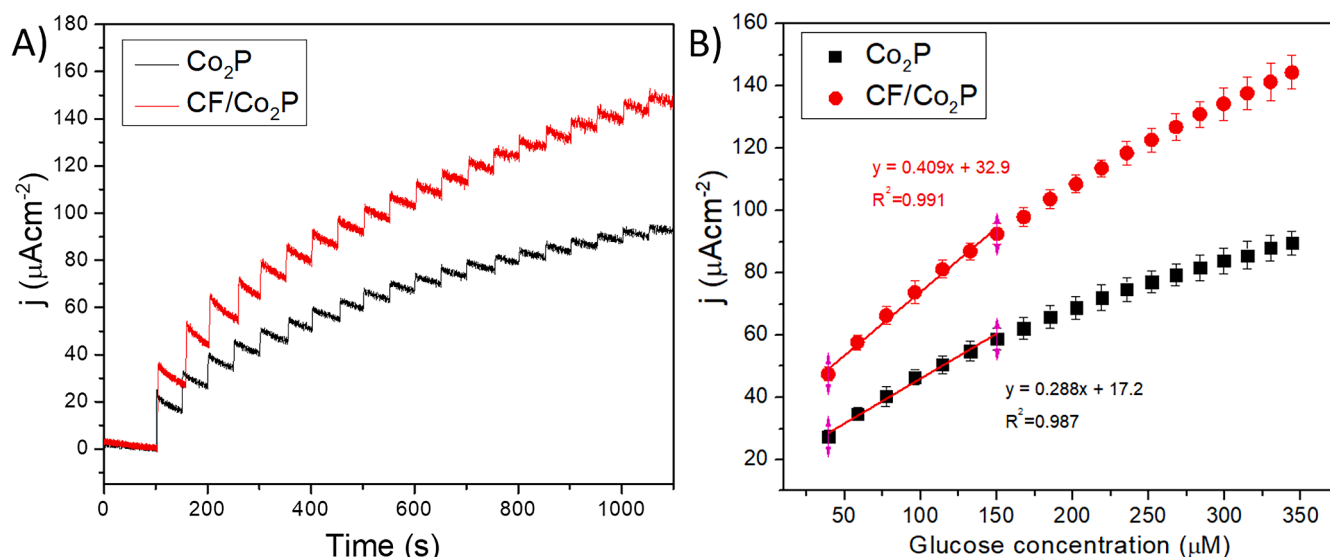 A)
Co₂P
CF/Co₂P
j (μAcm⁻²)
180
160
140
120
100
80
60
40
20
0
0
200
400
600
800
1000
Time (s)
B)
Co₂P
CF/Co₂P
j (μAcm⁻²)
160
140
120
100
80
60
40
20
y = 0.409x + 32.9
R²=0.991
y = 0.288x + 17.2
R²=0.987
50
100
150
200
250
300
350
Glucose concentration (μM)